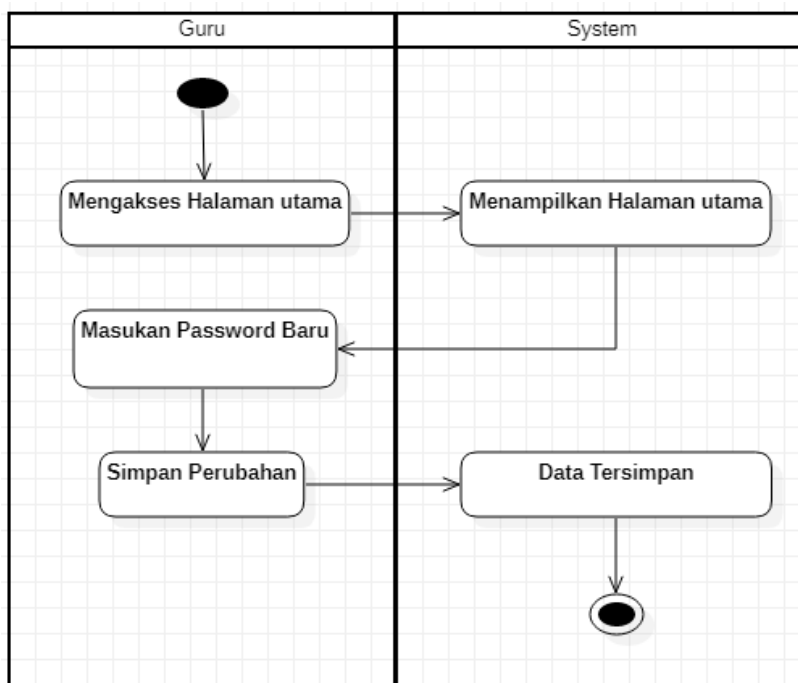 Guru
System
Mengakses Halaman utama
Menampilkan Halaman utama
Masukan Password Baru
Simpan Perubahan
Data Tersimpan